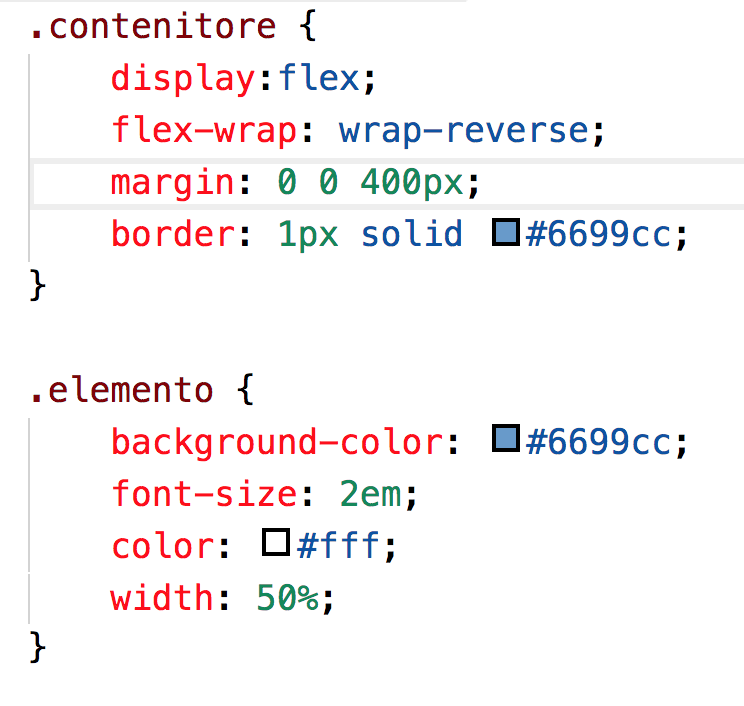 .contenitore {
    display:flex;
    flex-wrap: wrap-reverse;
    margin: 0 0 400px;
    border: 1px solid #6699cc;
}

.elemento {
    background-color: #6699cc;
    font-size: 2em;
    color: #fff;
    width: 50%;
}